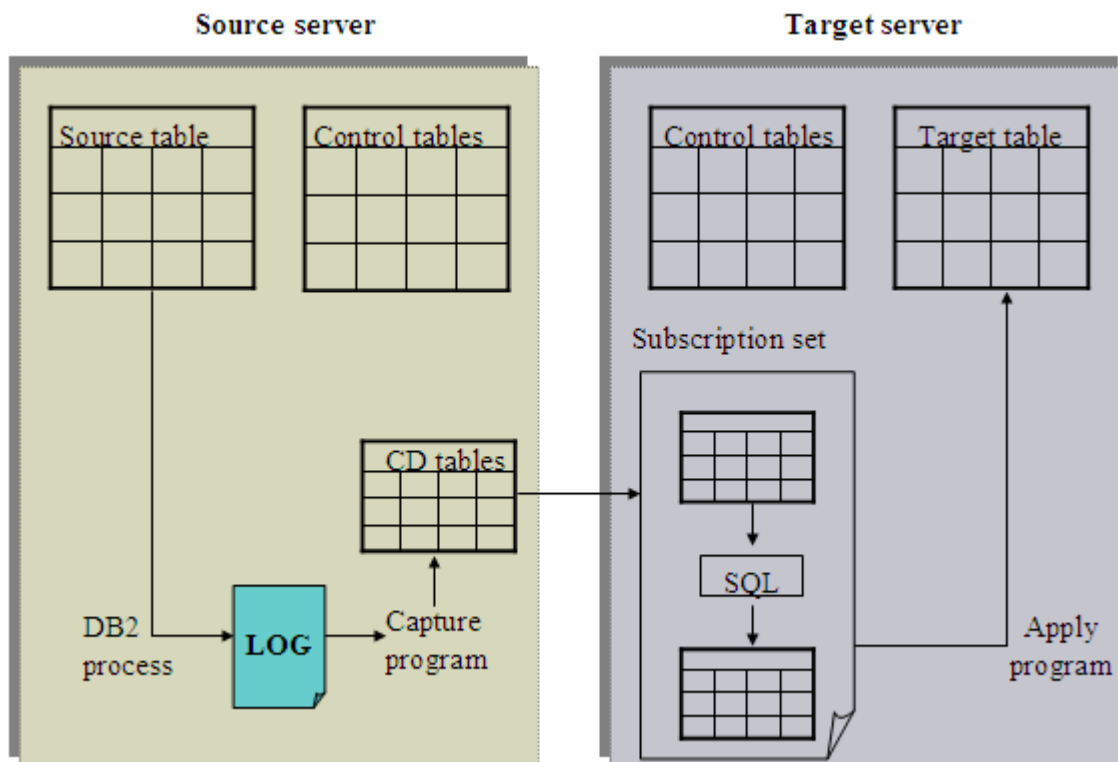 Source server
Target server
Source table
Control tables
Control tables
Target table
Subscription set
CD tables
SQL
DB2
process
LOG
Capture
program
Apply
program